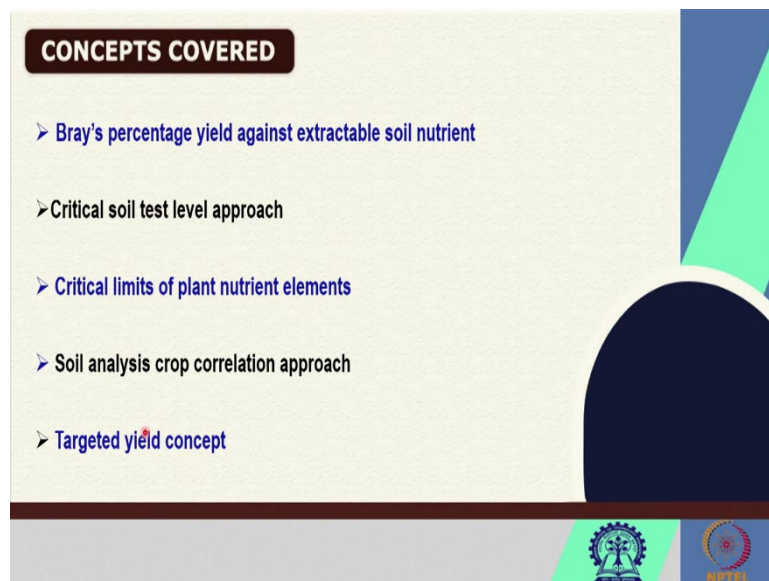 CONCEPTS COVERED
➢ Bray's percentage yield against extractable soil nutrient
➢Critical soil test level approach
➢ Critical limits of plant nutrient elements
➢ Soil analysis crop correlation approach
➢ Targeted yield concept
NPTEL